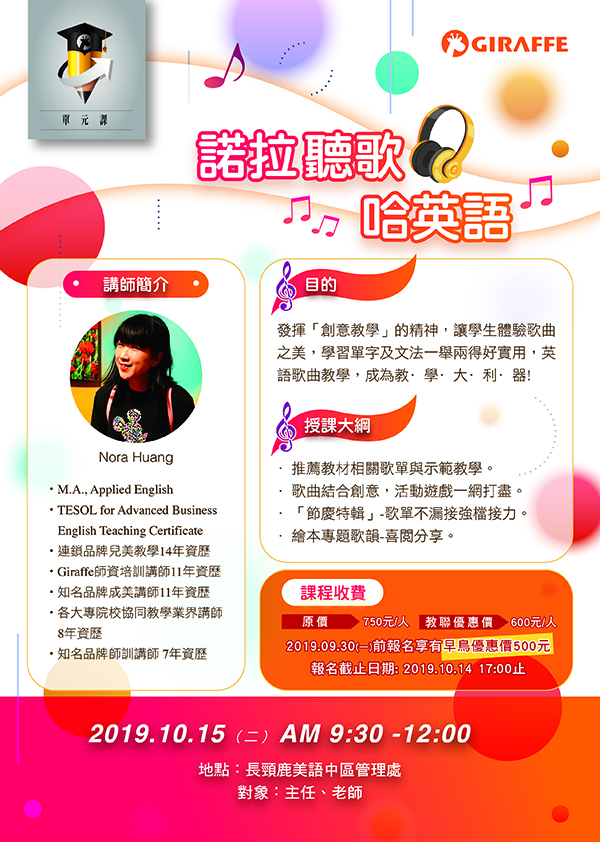 單元課
GIRAFFE
諾拉聽歌
哈英語
講師簡介
Nora Huang
・M.A., Applied English
・TESOL for Advanced Business
English Teaching Certificate
・連鎖品牌兒美教學14年資歷
・Giraffe師資培訓講師11年資歷
・知名品牌成美講師11年資歷
・各大專院校協同教學業界講師
8年資歷
・知名品牌師訓講師 7年資歷
目的
發揮「創意教學」的精神，讓學生體驗歌曲
之美，學習單字及文法一舉兩得好實用，英
語歌曲教學，成為教．學．大．利．器!
授課大綱
． 推薦教材相關歌單與示範教學。
． 歌曲結合創意，活動遊戲一網打盡。
． 「節慶特輯」-歌單不漏接強檔接力。
． 繪本專題歌韻-喜閱分享。
課程收費
原價 750元/人 教聯優惠價 600元/人
2019.09.30(一)前報名享有早鳥優惠價500元
報名截止日期: 2019.10.14 17:00止
2019.10.15（二）AM 9:30 -12:00
地點：長頸鹿美語中區管理處
對象：主任、老師